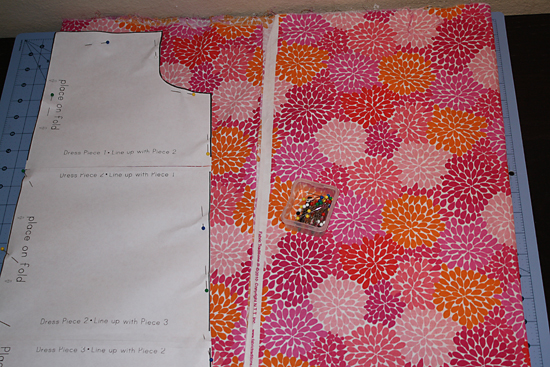 place on fold
Dress Piece 1 • Line up with Piece 2
Dress Piece 2 • Line up with Piece 1
place on fold
Dress Piece 2 • Line up with Piece 3
Dress Piece 3 • Line up with Piece 2
place